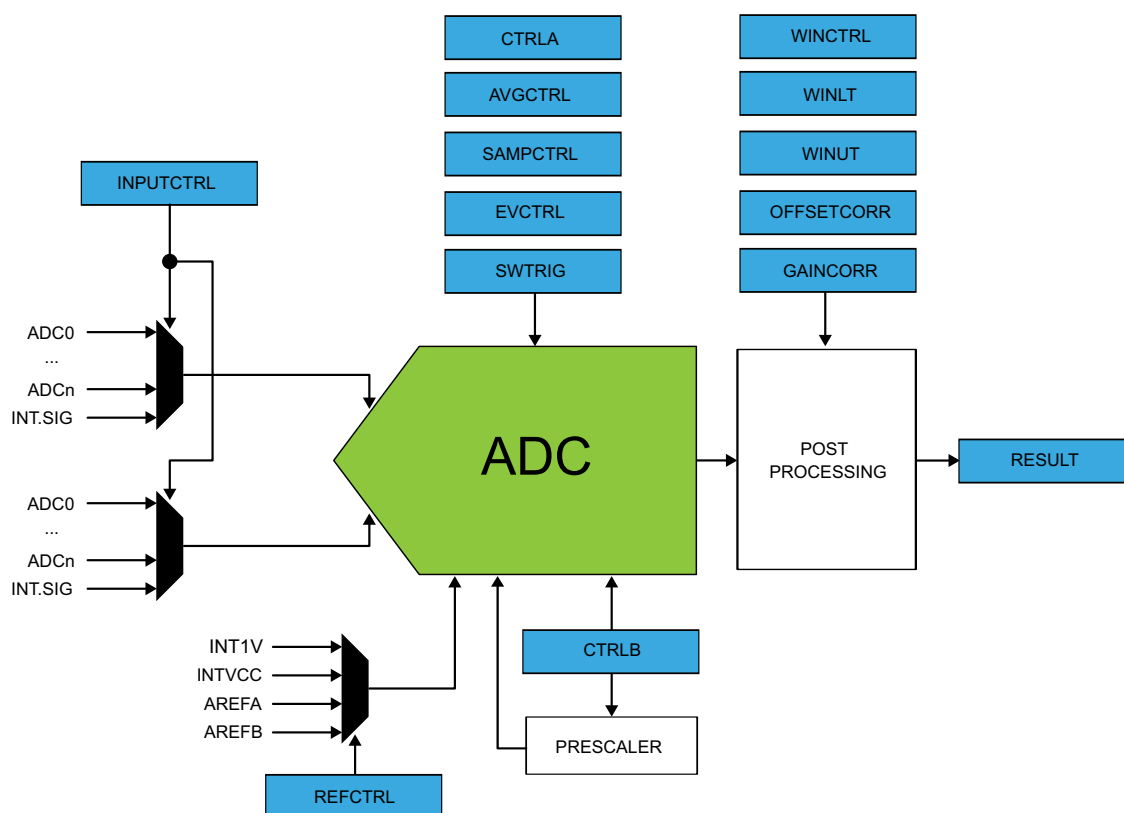 CTRLA
WINCTRL
AVGCTRL
WINLT
SAMPCTRL
WINUT
INPUTCTRL
EVCTRL
OFFSETCORR
SWTRIG
GAINCORR
ADC0
...
ADCn
INT.SIG
ADC
POST
PROCESSING
RESULT
ADC0
...
ADCn
INT.SIG
INT1V
INTVCC
AREFA
AREFB
CTRLB
PRESCALER
REFCTRL